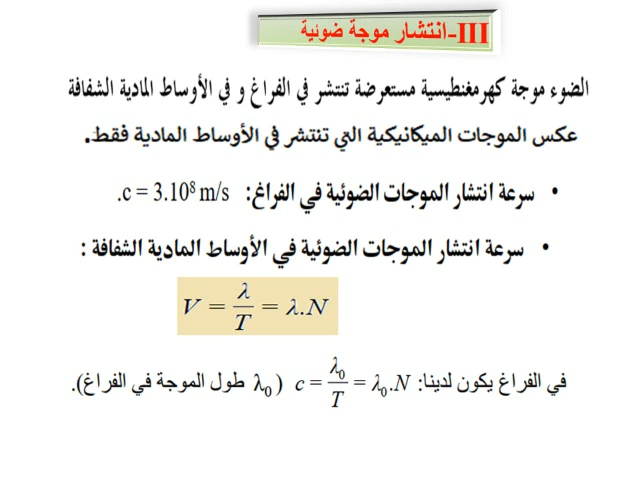 III-انتشار موجة ضوئية
الضوء موجة كهرمغنطيسية مستعرضة تنتشر في الفراغ و في الأوساط المادية الشفافة
عكس الموجات الميكانيكية التي تنتشر في الأوساط المادية فقط.
• سرعة انتشار الموجات الضوئية في الفراغ: c = 3.10⁸ m/s.
• سرعة انتشار الموجات الضوئية في الأوساط المادية الشفافة :
V = λ/T = λ.N
في الفراغ يكون لدينا: c = λ₀/T = λ₀.N ( λ₀ طول الموجة في الفراغ).